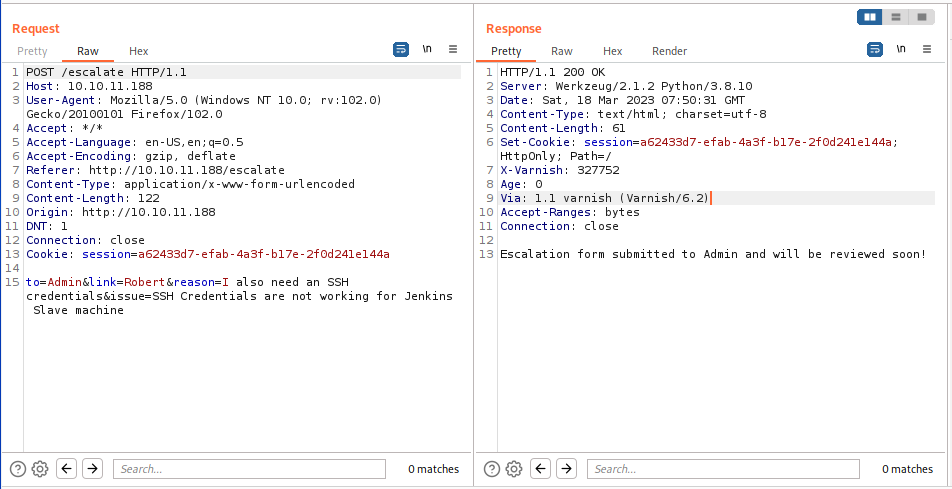 Request
Pretty Raw Hex
\n
1 POST /escalate HTTP/1.1
2 Host: 10.10.11.188
3 User-Agent: Mozilla/5.0 (Windows NT 10.0; rv:102.0)
Gecko/20100101 Firefox/102.0
4 Accept: */*
5 Accept-Language: en-US,en;q=0.5
6 Accept-Encoding: gzip, deflate
7 Referer: http://10.10.11.188/escalate
8 Content-Type: application/x-www-form-urlencoded
9 Content-Length: 122
10 Origin: http://10.10.11.188
11 DNT: 1
12 Connection: close
13 Cookie: session=a62433d7-efab-4a3f-b17e-2f0d241e144a
14
15 to=Admin&link=Robert&reason=I also need an SSH
credentials&issue=SSH Credentials are not working for Jenkins
Slave machine
Search...
0 matches
Response
Pretty Raw Hex Render
\n
1 HTTP/1.1 200 OK
2 Server: Werkzeug/2.1.2 Python/3.8.10
3 Date: Sat, 18 Mar 2023 07:50:31 GMT
4 Content-Type: text/html; charset=utf-8
5 Content-Length: 61
6 Set-Cookie: session=a62433d7-efab-4a3f-b17e-2f0d241e144a;
HttpOnly; Path=/
7 X-Varnish: 327752
8 Age: 0
9 Via: 1.1 varnish (Varnish/6.2)
10 Accept-Ranges: bytes
11 Connection: close
12
13 Escalation form submitted to Admin and will be reviewed soon!
Search...
0 matches